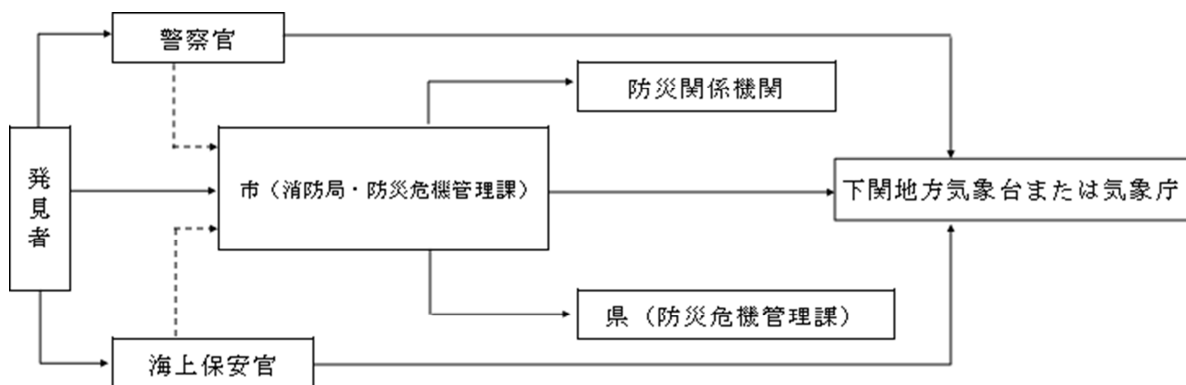 警察官
防災関係機関
発見者
市（消防局・防災危機管理課）
下関地方気象台または気象庁
県（防災危機管理課）
海上保安官